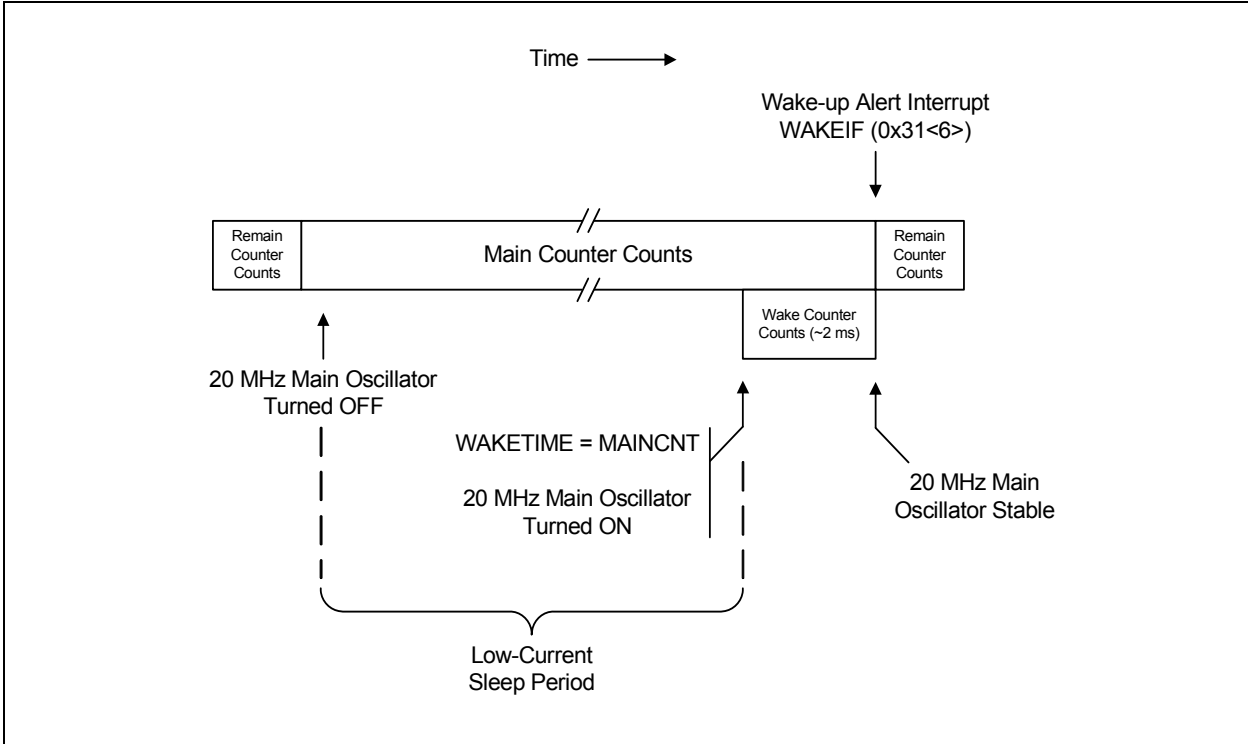 Time
Wake-up Alert Interrupt
WAKEIF (0x31<6>)
Remain
Counter
Counts
Main Counter Counts
Remain
Counter
Counts
Wake Counter
Counts (~2 ms)
20 MHz Main Oscillator
Turned OFF
WAKETIME = MAINCNT
20 MHz Main Oscillator
Turned ON
20 MHz Main
Oscillator Stable
Low-Current
Sleep Period